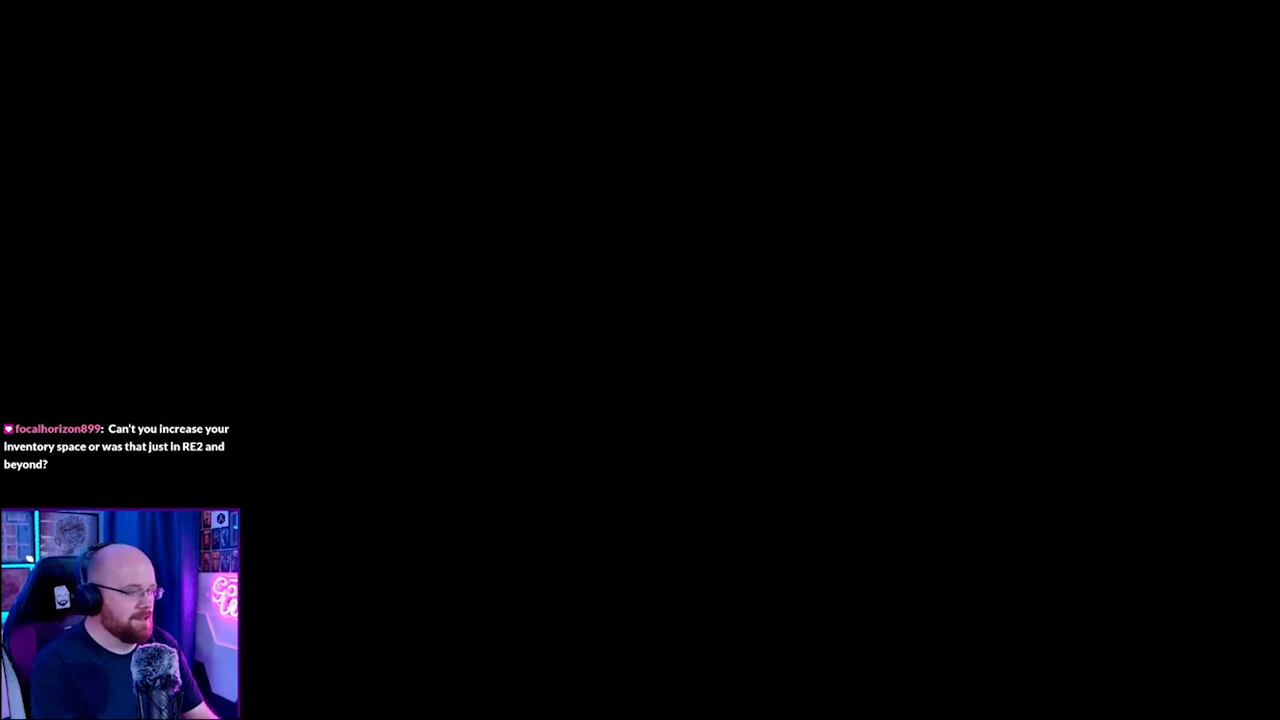 focalhorizon899: Can't you increase your
inventory space or was that just in RE2 and
beyond?